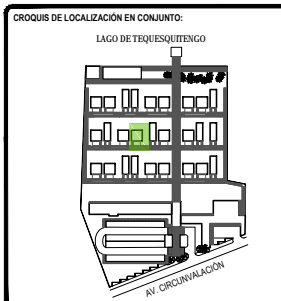 CROQUIS DE LOCALIZACIÓN EN CONJUNTO:
LAGO DE TEQUESQUITENGO
AV. CIRCUNVALACIÓN